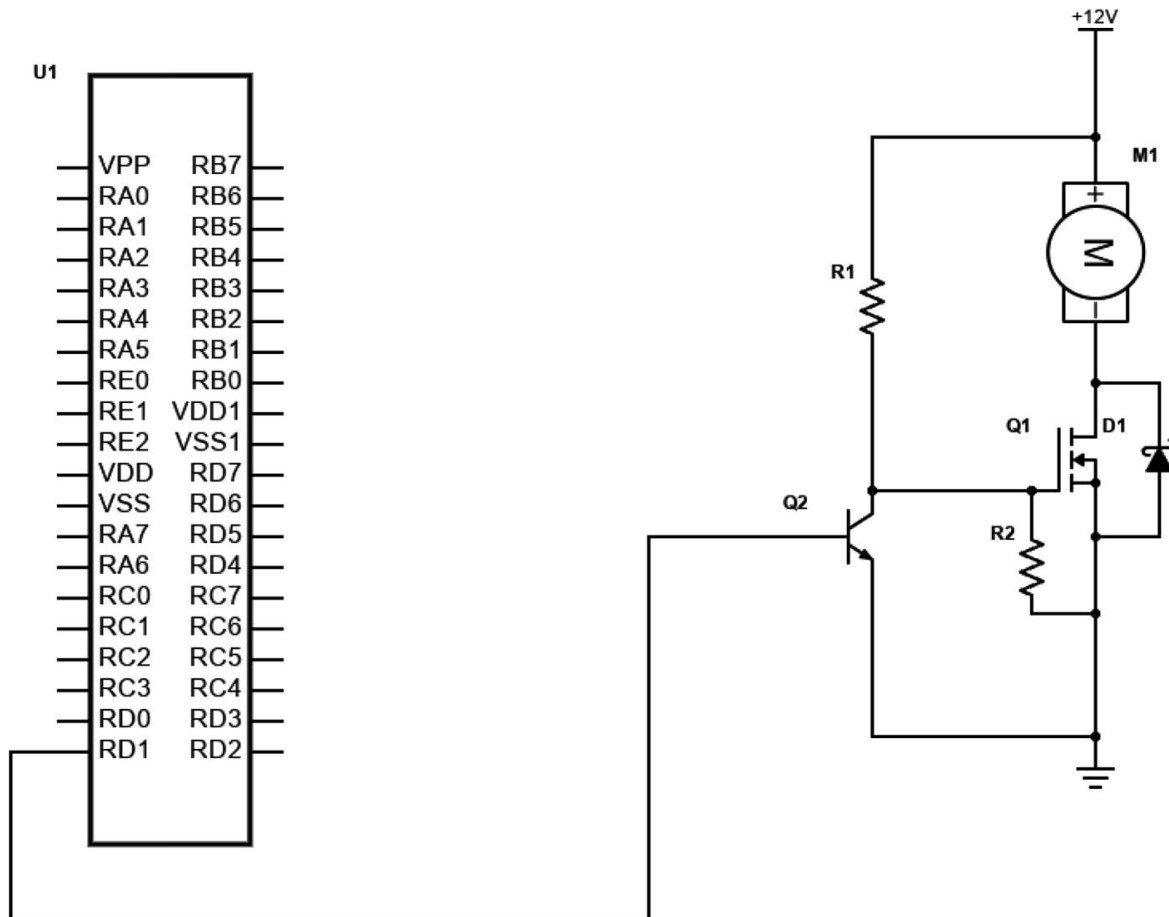 +12V
U1
M1
VPP RB7
RA0 RB6
RA1 RB5
RA2 RB4
RA3 RB3
RA4 RB2
RA5 RB1
RE0 RB0
RE1 VDD1
RE2 VSS1
VDD RD7
VSS RD6
RA7 RD5
RA6 RD4
RC0 RC7
RC1 RC6
RC2 RC5
RC3 RC4
RD0 RD3
RD1 RD2
R1
+
M
Q1 D1
Q2
R2